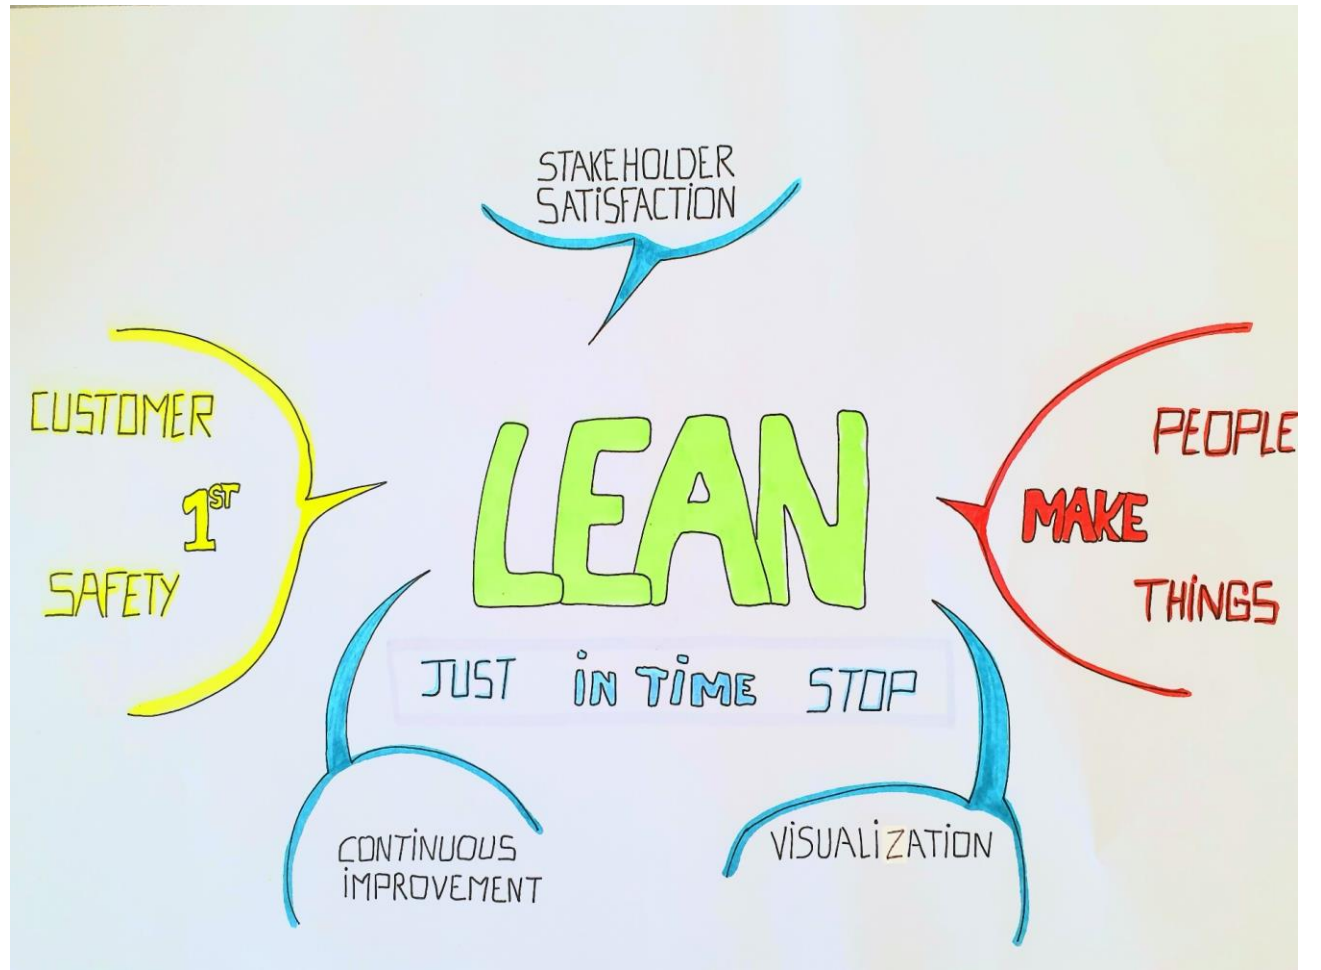 STAKEHOLDER
SATiSFACTiON
CUSTOMER
1ST
SAFETY
LEAN
PEOPLE
MAKE
THiNGS
JUST iN TiME STOP
CONTiNUOUS
iMPROVEMENT
ViSUALiZATiON